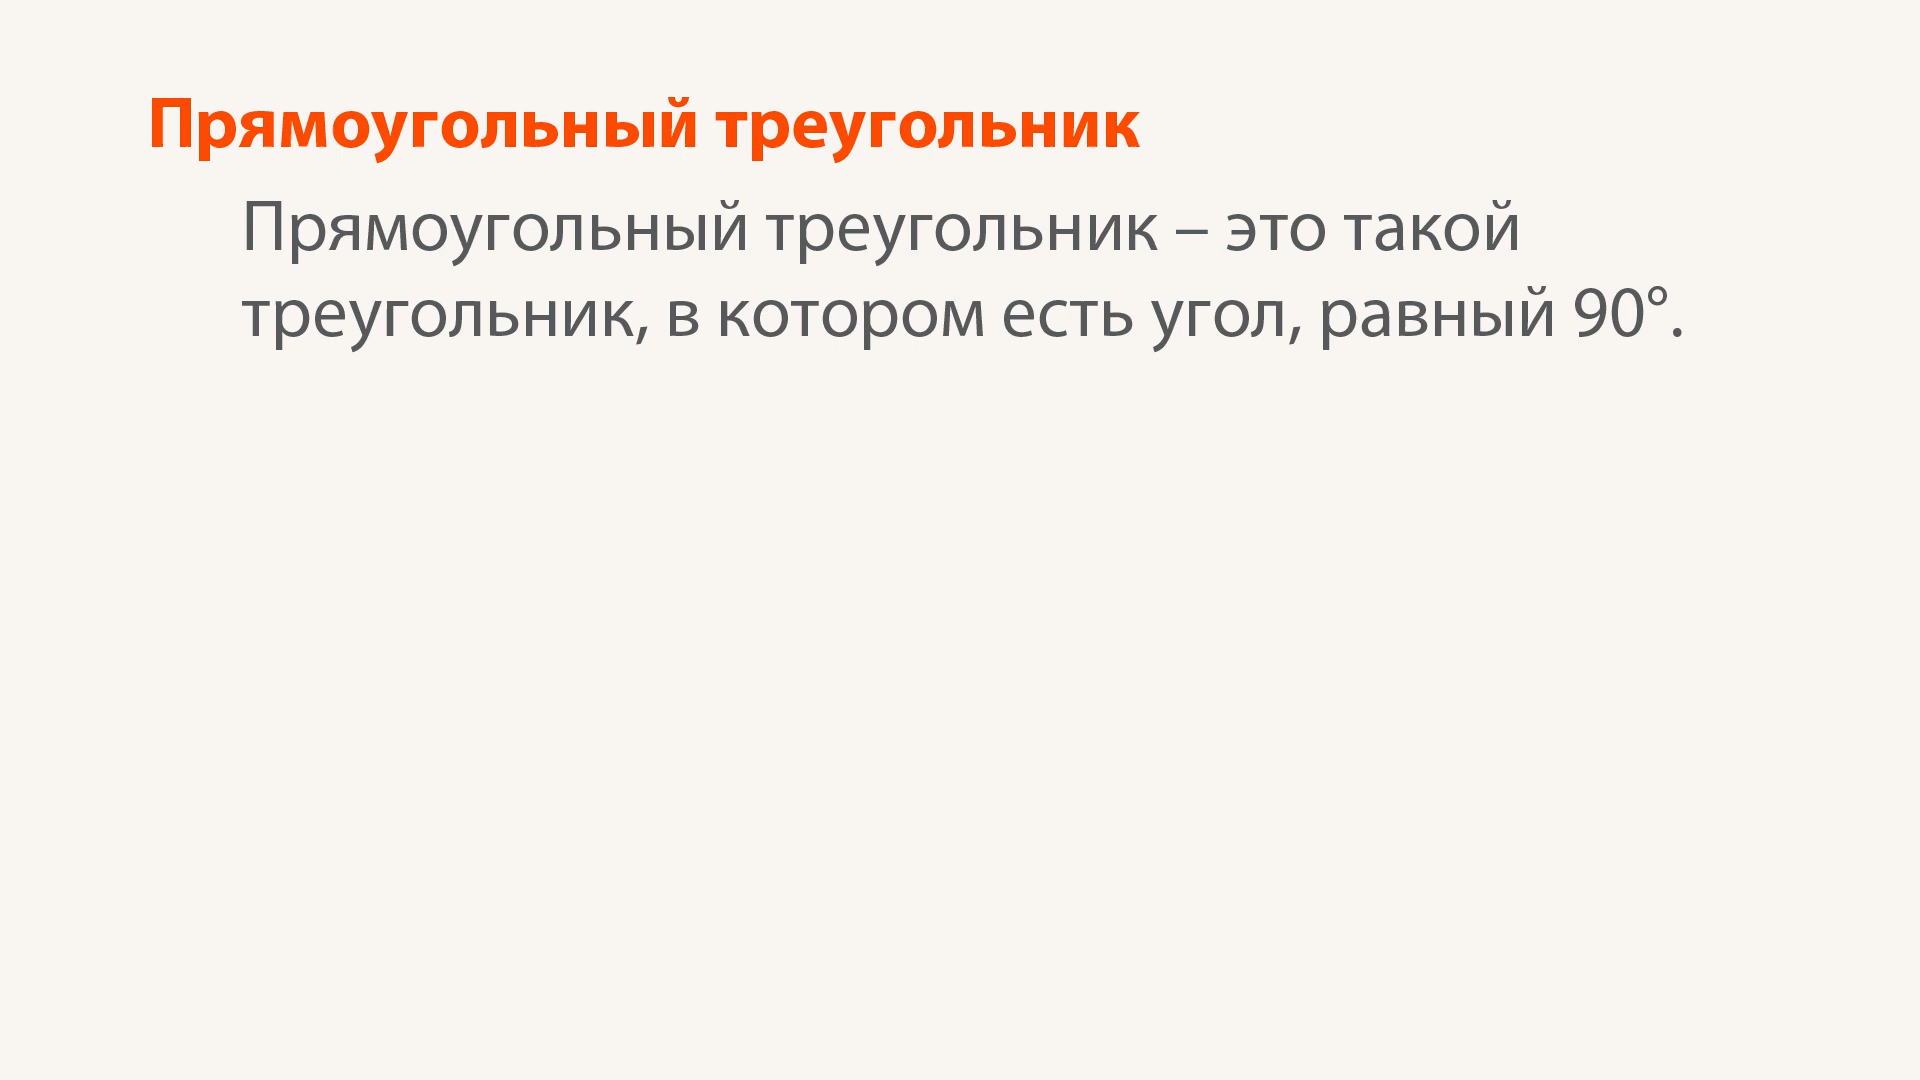 Прямоугольный треугольник
Прямоугольный треугольник – это такой
треугольник, в котором есть угол, равный 90°.